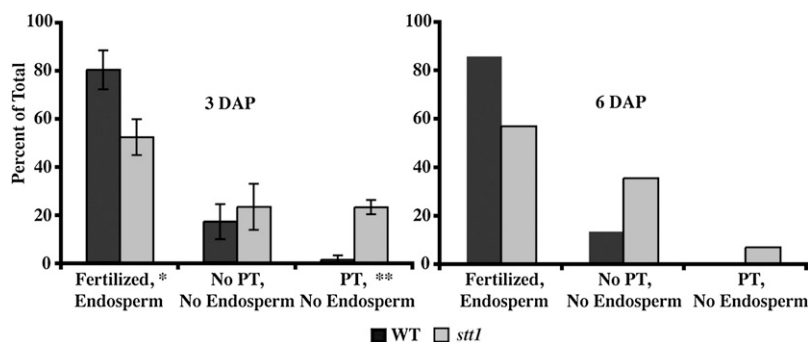 Percent of Total
100
80
60
40
20
0
3 DAP
Fertilized, *
Endosperm
No PT,
No Endosperm
PT, **
No Endosperm
100
80
60
40
20
0
6 DAP
Fertilized,
Endosperm
No PT,
No Endosperm
PT,
No Endosperm
WT stt1